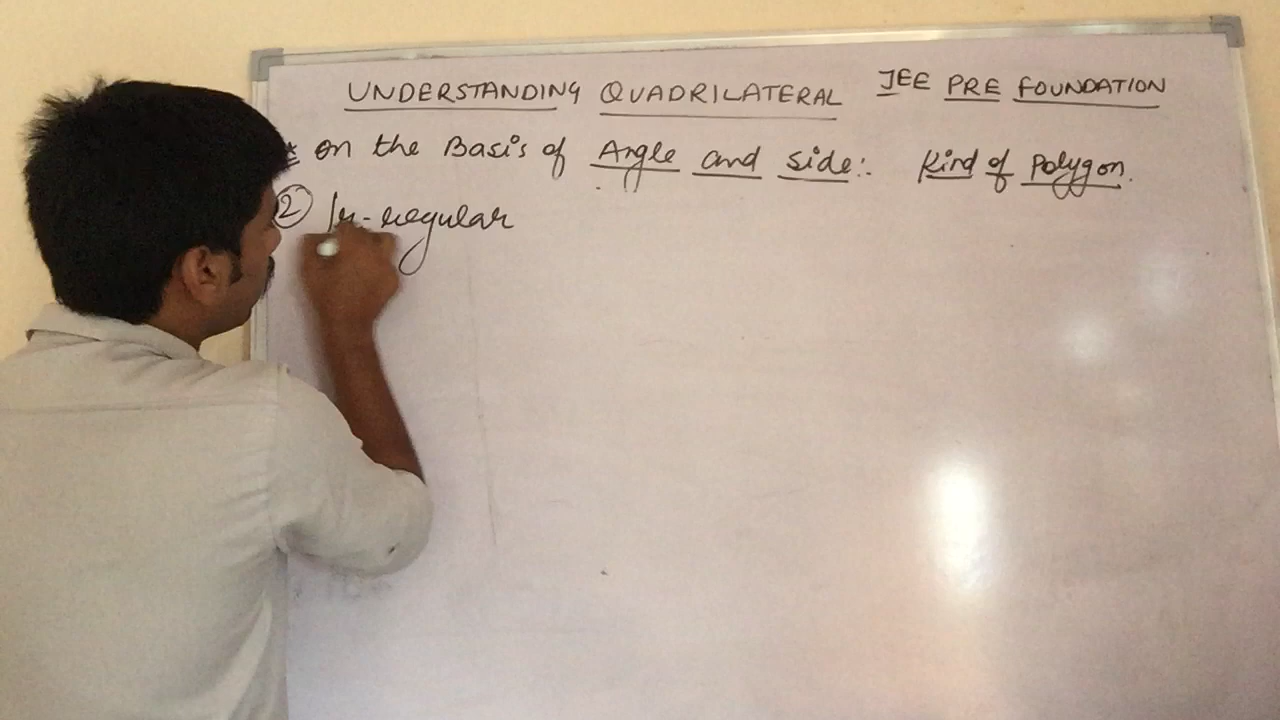 UNDERSTANDING QUADRILATERAL JEE PRE FOUNDATION
* on the Basis of Angle and side:- Kind of Polygon.
② Ir-regular